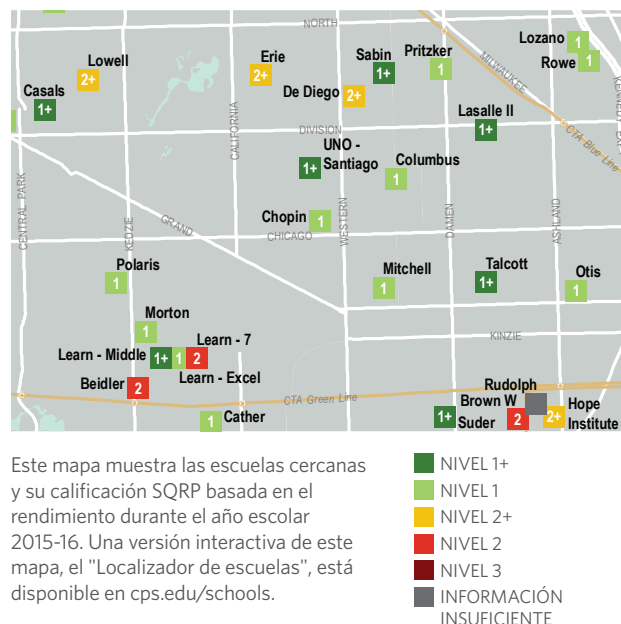 NORTH
Lozano
1
Rowe
1
Pritzker
1
Sabin
1+
Erie
2+
Lowell
2+
Casals
1+
De Diego
2+
MILWAUKEE
Lasalle II
1+
DIVISION
CALIFORNIA
CTA Blue Line
UNO -
Santiago
1+
Columbus
1
CENTRAL PARK
KEDZIE
GRAND
WESTERN
DAMEN
ASHLAND
Chopin
1
CHICAGO
Polaris
1
Mitchell
1
Talcott
1+
Otis
1
Morton
1
KINZIE
Learn - 7
Learn - Middle
1+
1
2
Learn - Excel
Beidler
2
CTA Green Line
Cather
1
Rudolph
Brown W
1+
Suder
2
2+
Hope
Institute
Este mapa muestra las escuelas cercanas
y su calificación SQRP basada en el
rendimiento durante el año escolar
2015-16. Una versión interactiva de este
mapa, el "Localizador de escuelas", está
disponible en cps.edu/schools.
NIVEL 1+
NIVEL 1
NIVEL 2+
NIVEL 2
NIVEL 3
INFORMACIÓN
INSUFICIENTE